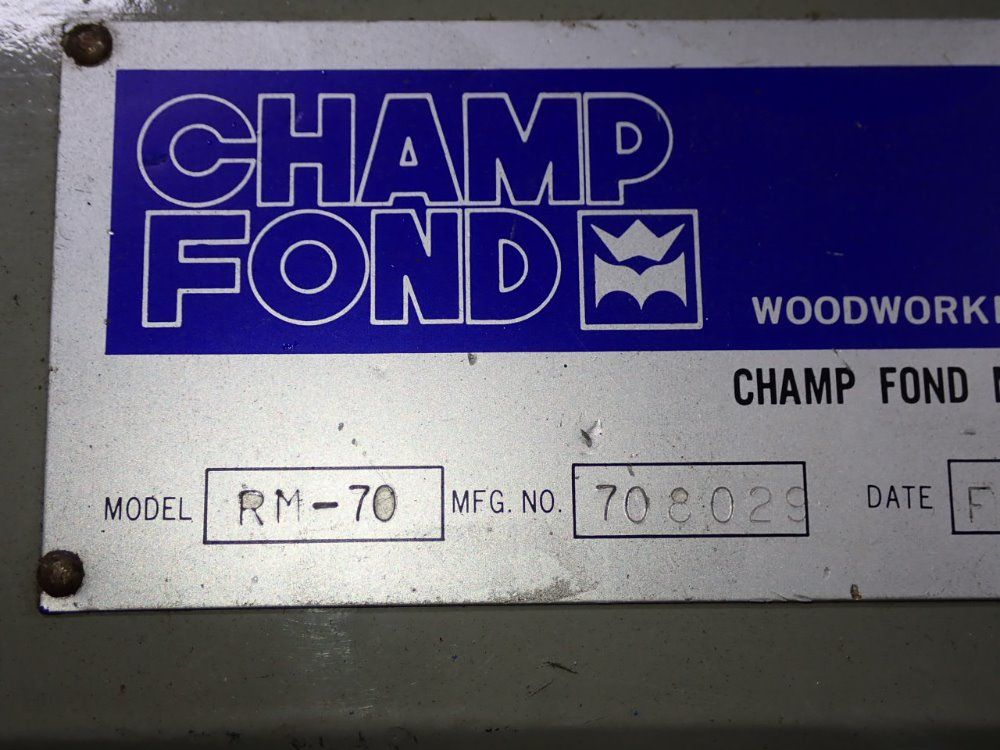 CHAMP
FOND
WOODWORKI
CHAMP FOND
MODEL RM-70 MFG. NO. 708029 DATE F